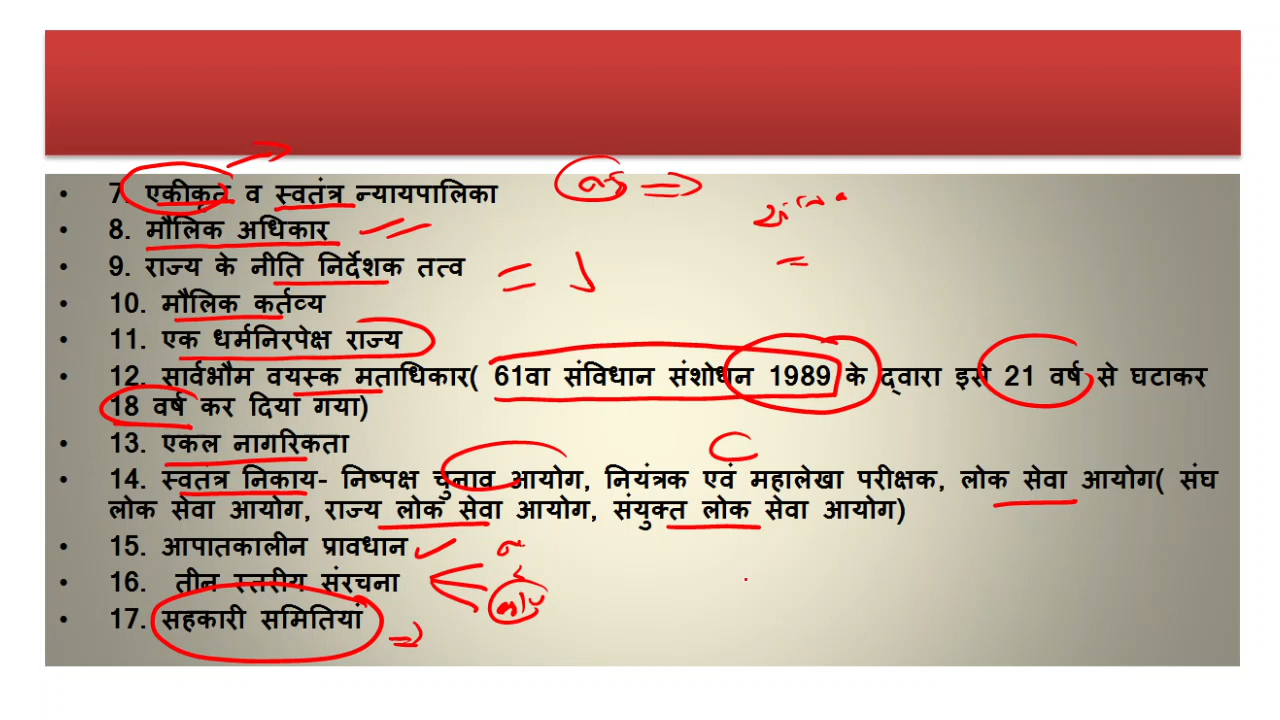 • 7. एकीकृत व स्वतंत्र न्यायपालिका
• 8. मौलिक अधिकार
• 9. राज्य के नीति निर्देशक तत्व
• 10. मौलिक कर्तव्य
• 11. एक धर्मनिरपेक्ष राज्य
• 12. सार्वभौम वयस्क मताधिकार( 61वा संविधान संशोधन 1989 के द्वारा इसे 21 वर्ष से घटाकर
18 वर्ष कर दिया गया)
• 13. एकल नागरिकता
• 14. स्वतंत्र निकाय- निष्पक्ष चुनाव आयोग, नियंत्रक एवं महालेखा परीक्षक, लोक सेवा आयोग( संघ
लोक सेवा आयोग, राज्य लोक सेवा आयोग, संयुक्त लोक सेवा आयोग)
• 15. आपातकालीन प्रावधान
• 16. तीन स्तरीय संरचना
• 17. सहकारी समितियां